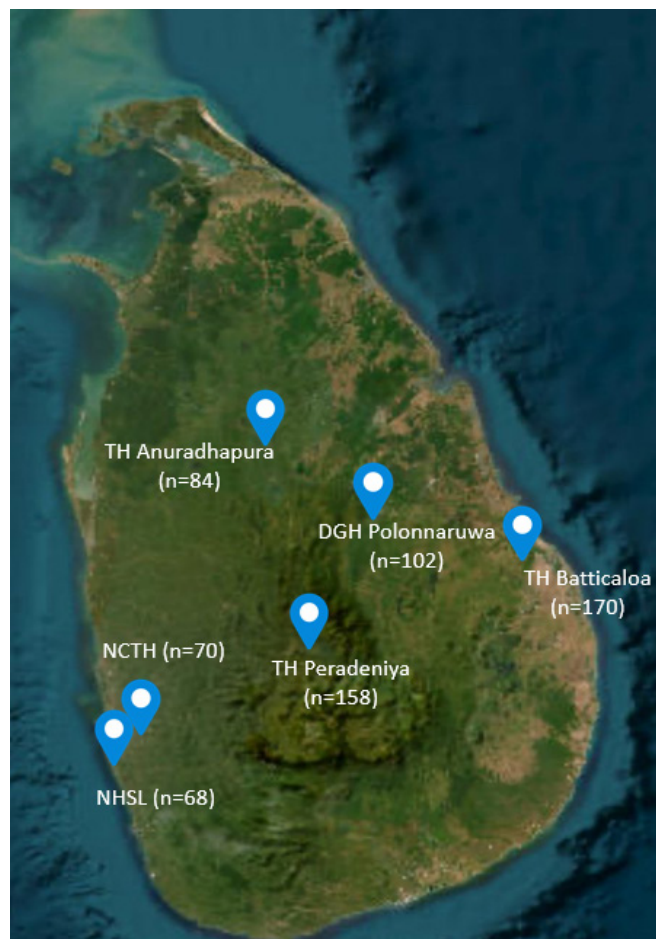 TH Anuradhapura
(n=84)
DGH Polonnaruwa
(n=102)
TH Batticaloa
(n=170)
NCTH (n=70)
TH Peradeniya
(n=158)
NHSL (n=68)